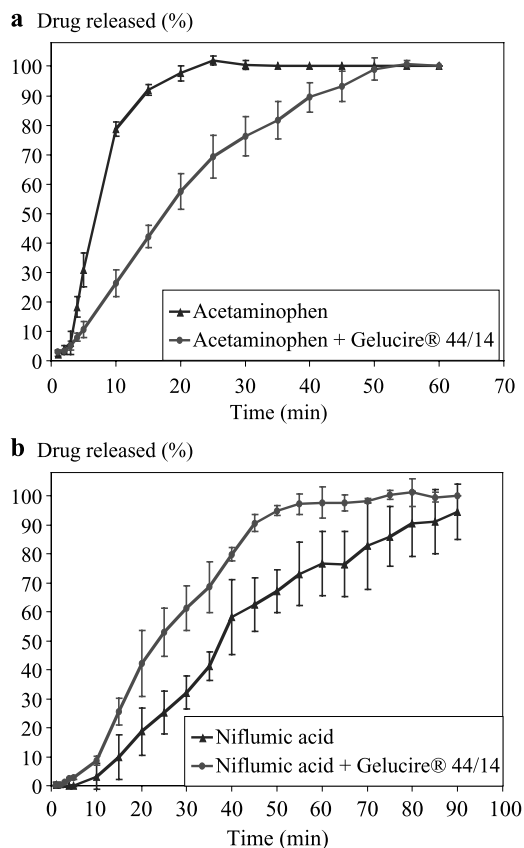 a Drug released (%)
100
90
80
70
60
50
40
30
20
10
0
Acetaminophen
Acetaminophen + Gelucire® 44/14
0 10 20 30 40 50 60 70
Time (min)
b Drug released (%)
100
90
80
70
60
50
40
30
20
10
0
Niflumic acid
Niflumic acid + Gelucire® 44/14
0 10 20 30 40 50 60 70 80 90 100
Time (min)